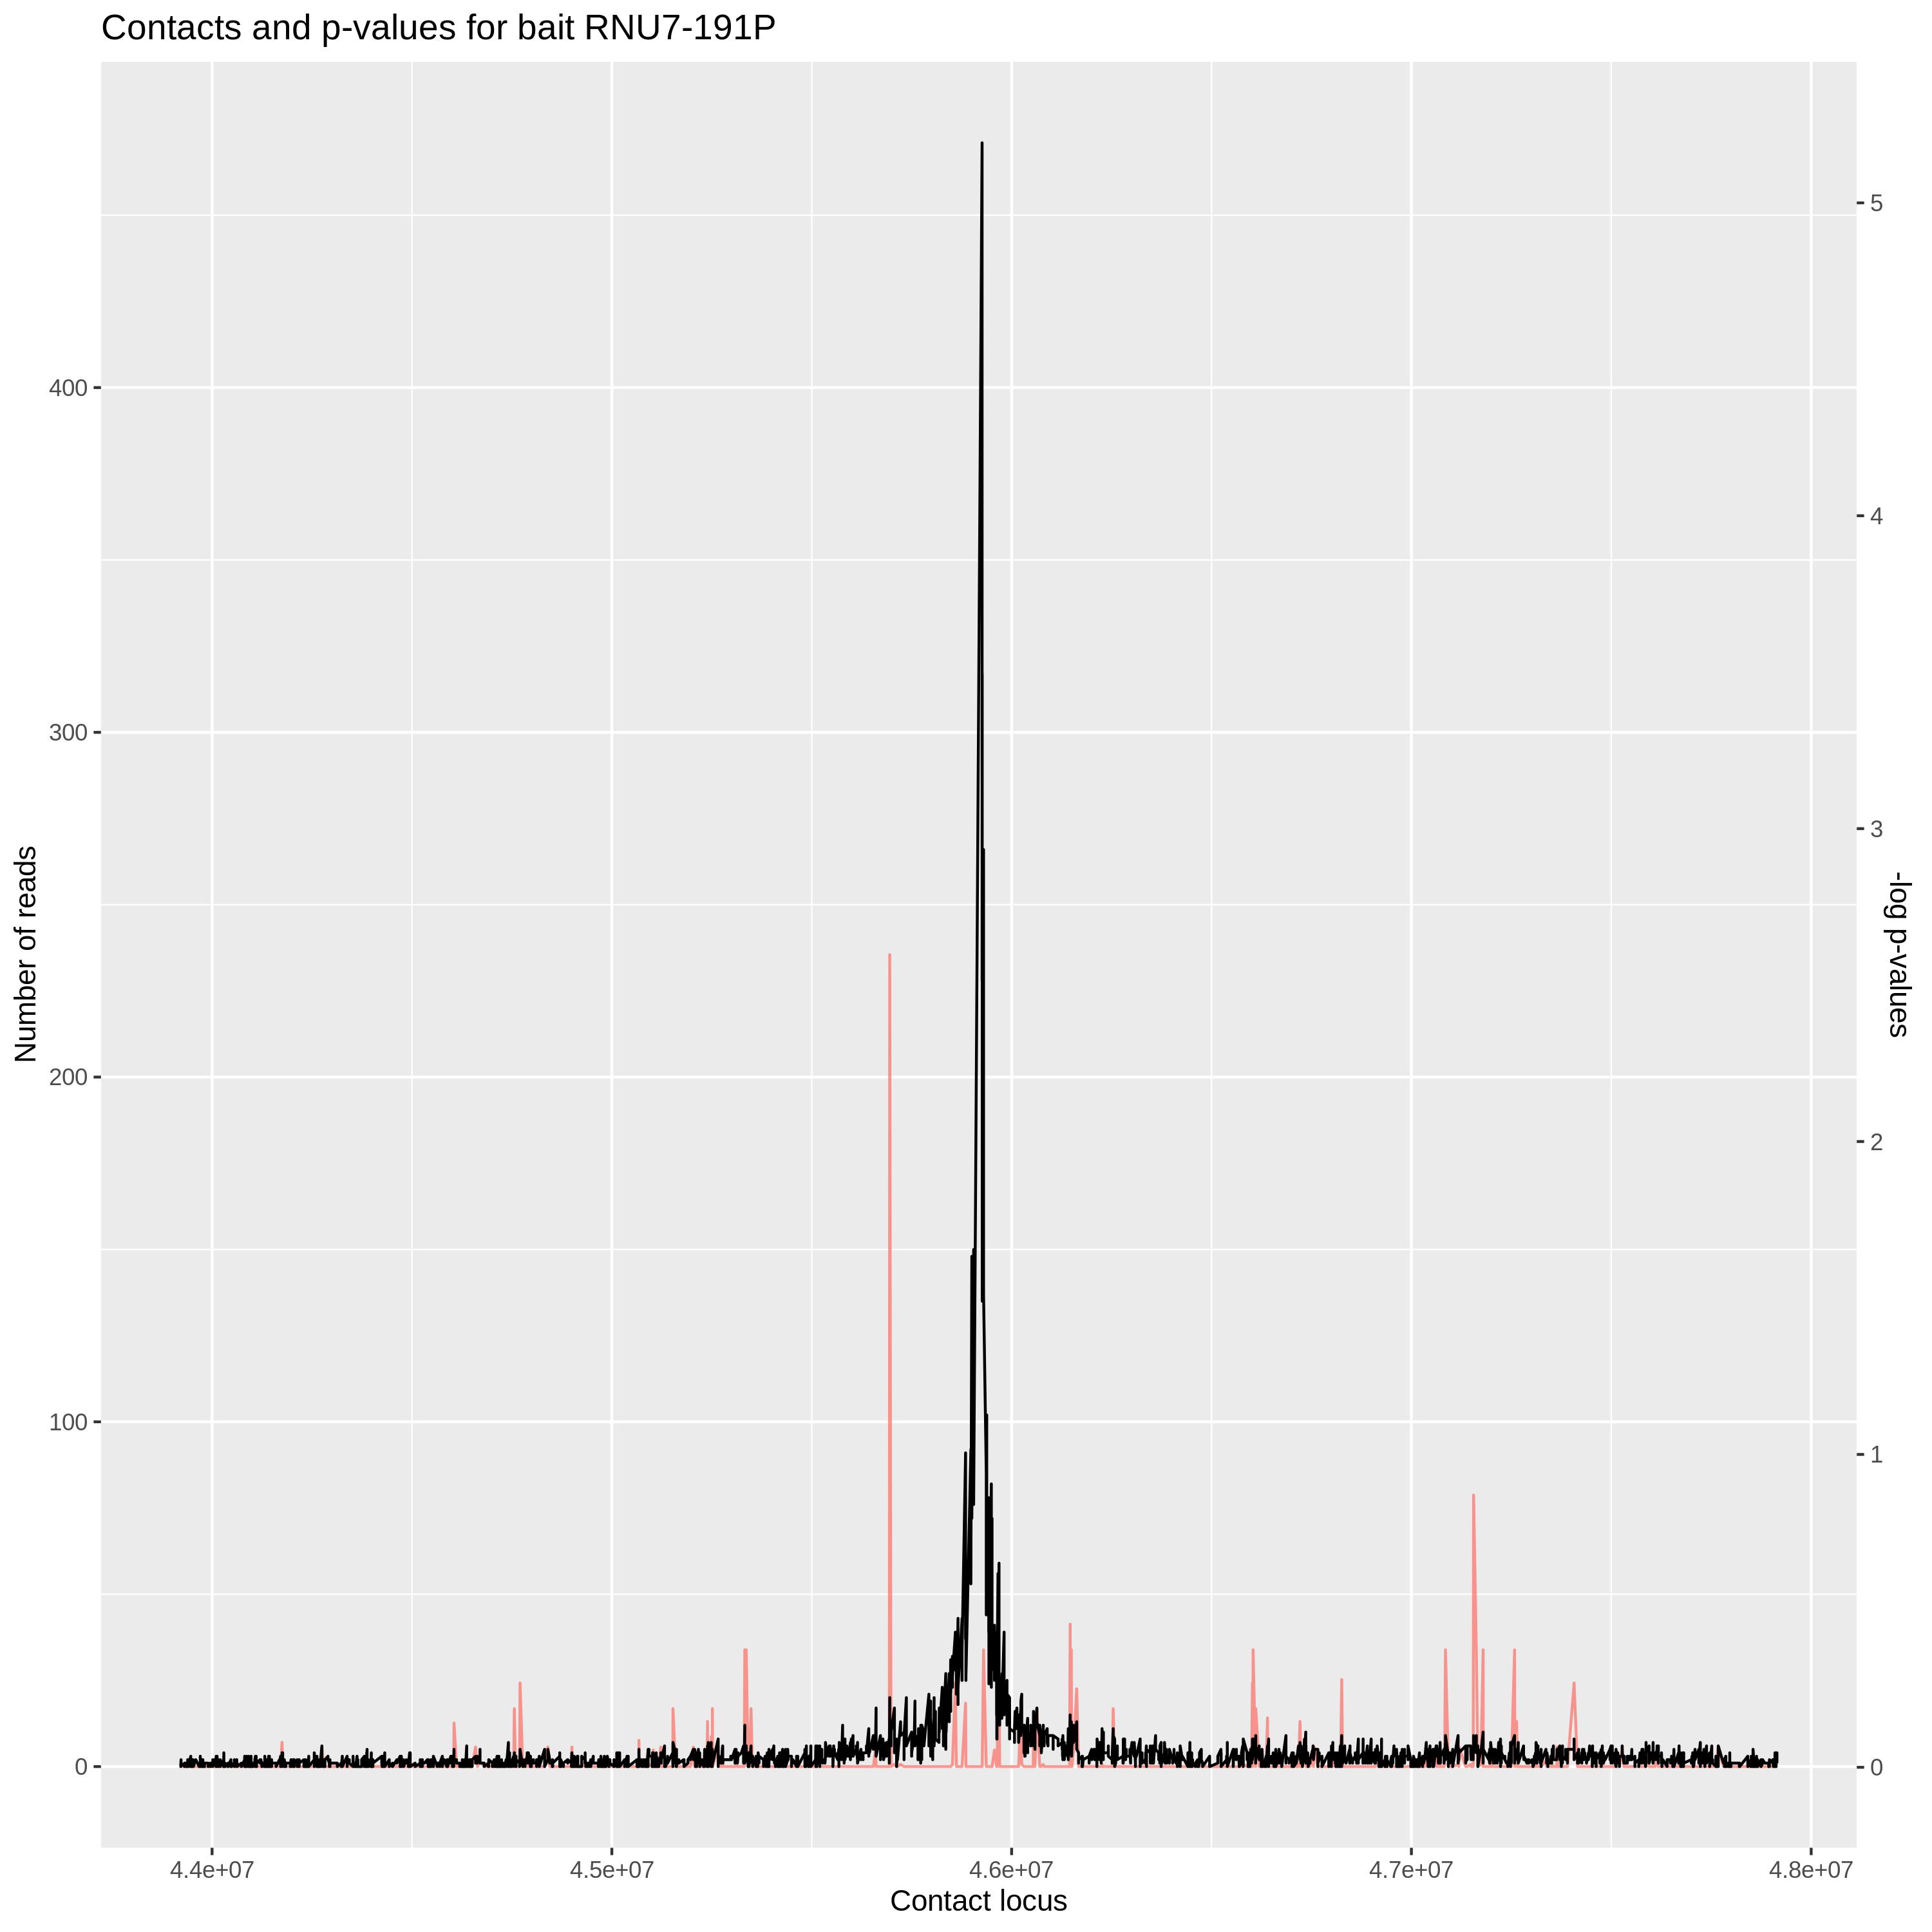 Contacts and p-values for bait RNU7-191P
Number of reads
400
300
200
100
0
5
4
3
2
1
0
-log p-values
4.4e+07
4.5e+07
4.6e+07
4.7e+07
4.8e+07
Contact locus